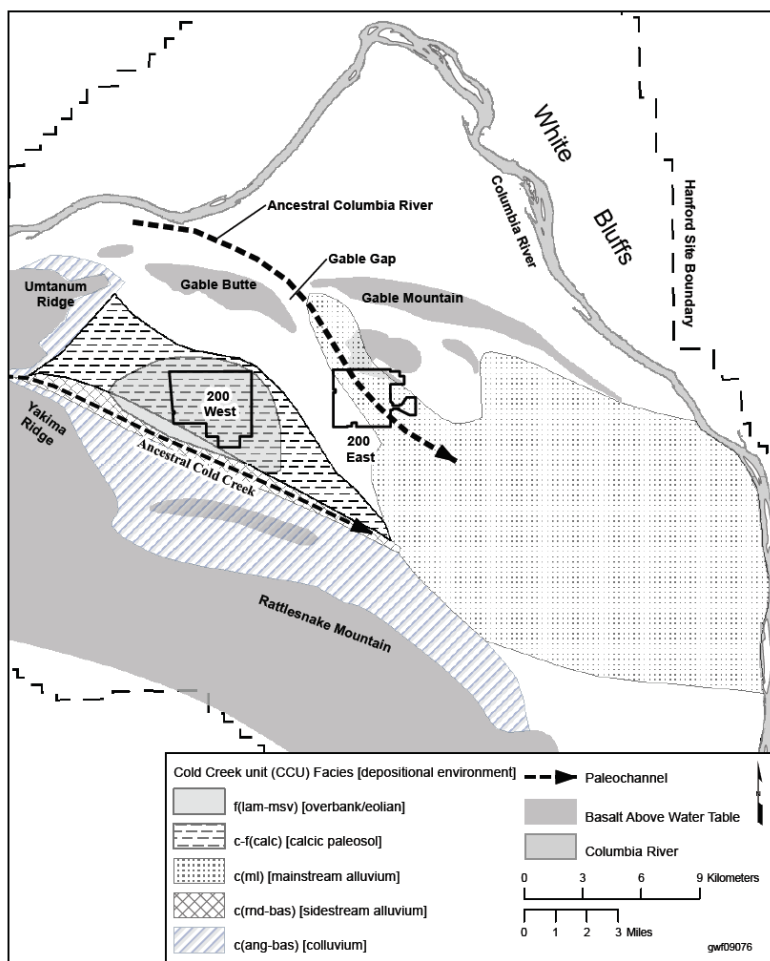 White
Bluffs
Columbia River
Hanford Site Boundary
Ancestral Columbia River
Gable Gap
Umtanum
Ridge
Gable Butte
Gable Mountain
200
West
200
East
Yakima
Ridge
Ancestral Cold Creek
Rattlesnake Mountain
Cold Creek unit (CCU) Facies [depositional environment]
f(lam-msv) [overbank/eolian]
c-f(calc) [calcic paleosol]
c(ml) [mainstream alluvium]
c(rnd-bas) [sidestream alluvium]
c(ang-bas) [colluvium]
Paleochannel
Basalt Above Water Table
Columbia River
0 3 6 9 Kilometers
0 1 2 3 Miles
gwf09076